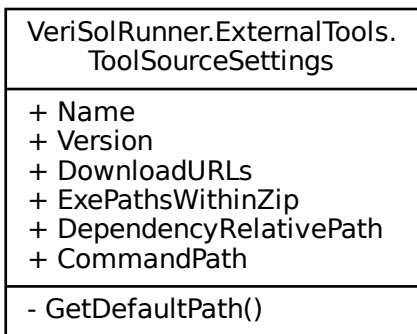 VeriSolRunner.ExternalTools.
ToolSourceSettings
+ Name
+ Version
+ DownloadURLs
+ ExePathsWithinZip
+ DependencyRelativePath
+ CommandPath
- GetDefaultPath()